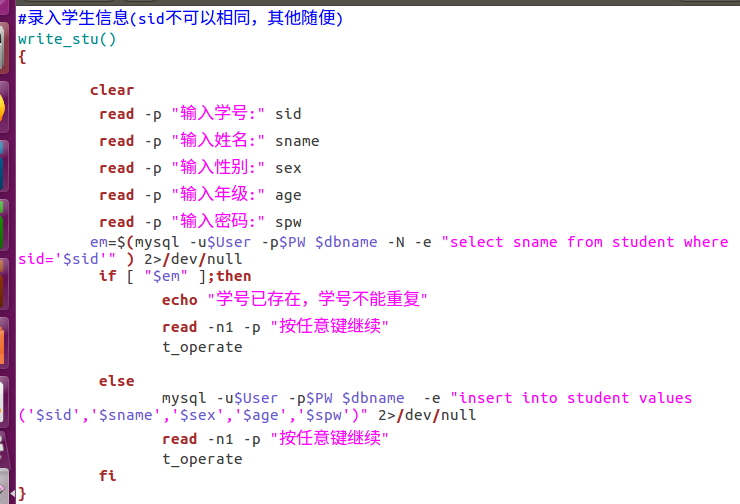 #录入学生信息(sid不可以相同，其他随便)
write_stu()
{
clear
read -p "输入学号:" sid
read -p "输入姓名:" sname
read -p "输入性别:" sex
read -p "输入年级:" age
read -p "输入密码:" spw
em=$(mysql -u$User -p$PW $dbname -N -e "select sname from student where
sid='$sid'" ) 2>/dev/null
if [ "$em" ];then
echo "学号已存在，学号不能重复"
read -n1 -p "按任意键继续"
t_operate
else
mysql -u$User -p$PW $dbname  -e "insert into student values
('$sid','$sname','$sex','$age','$spw')" 2>/dev/null
read -n1 -p "按任意键继续"
t_operate
fi
}